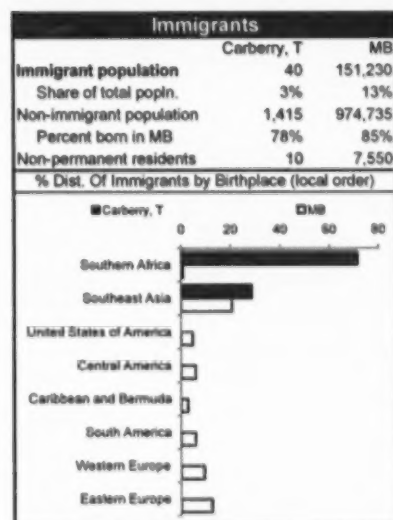 Immigrants
Carberry, T MB
Immigrant population 40 151,230
Share of total popln. 3% 13%
Non-immigrant population 1,415 974,735
Percent born in MB 78% 85%
Non-permanent residents 10 7,550
% Dist. Of Immigrants by Birthplace (local order)
Carberry, T MB
0 20 40 60 80
Southern Africa
Southeast Asia
United States of America
Central America
Caribbean and Bermuda
South America
Western Europe
Eastern Europe